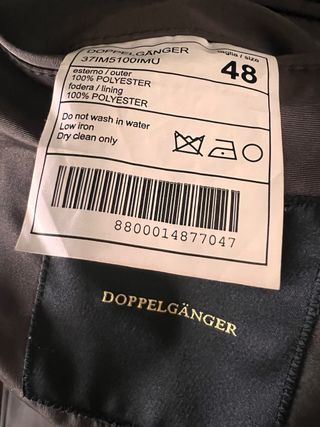 DOPPELGÄNGER
37IM5100IMU
taglia / size
48
esterno / outer
100% POLYESTER
fodera / lining
100% POLYESTER
Do not wash in water
Low iron
Dry clean only
8800014877047
DOPPELGÄNGER